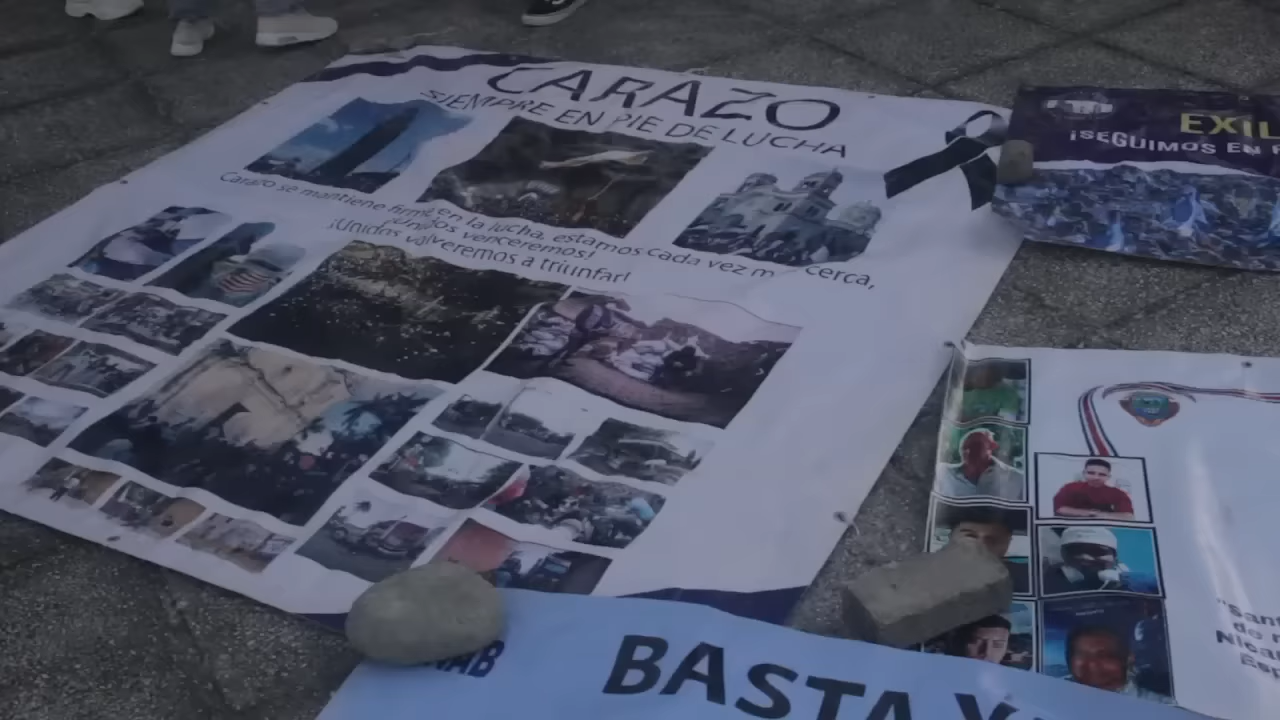 CARAZO
SIEMPRE EN PIE DE LUCHA
Carazo se mantiene firme, en la lucha, estamos cada vez m cerca,
¡Unidos venceremos!
¡Unidos volveremos a triunfar!
¡SEGUIMOS EN
BASTA